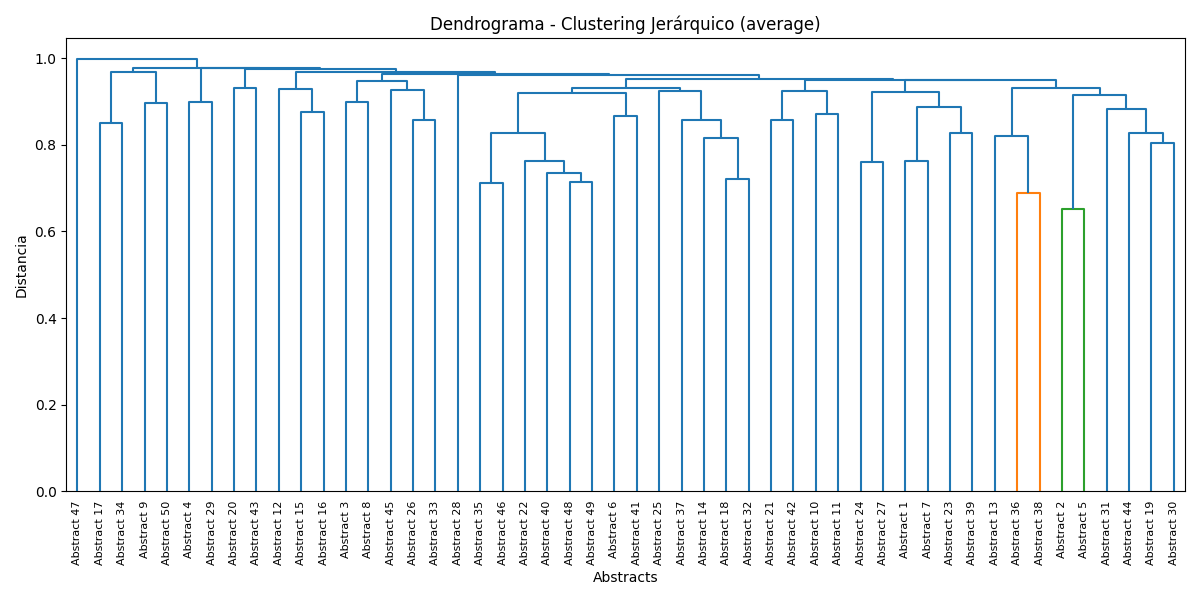 Dendrograma - Clustering Jerárquico (average)
Distancia
1.0
0.8
0.6
0.4
0.2
0.0
Abstract 47
Abstract 17
Abstract 34
Abstract 9
Abstract 50
Abstract 4
Abstract 29
Abstract 20
Abstract 43
Abstract 12
Abstract 15
Abstract 16
Abstract 3
Abstract 8
Abstract 45
Abstract 26
Abstract 33
Abstract 28
Abstract 35
Abstract 46
Abstract 22
Abstract 40
Abstract 48
Abstract 49
Abstract 6
Abstract 41
Abstract 25
Abstract 37
Abstract 14
Abstract 18
Abstract 32
Abstract 21
Abstract 42
Abstract 10
Abstract 11
Abstract 24
Abstract 27
Abstract 1
Abstract 7
Abstract 23
Abstract 39
Abstract 13
Abstract 36
Abstract 38
Abstract 2
Abstract 5
Abstract 31
Abstract 44
Abstract 19
Abstract 30
Abstracts